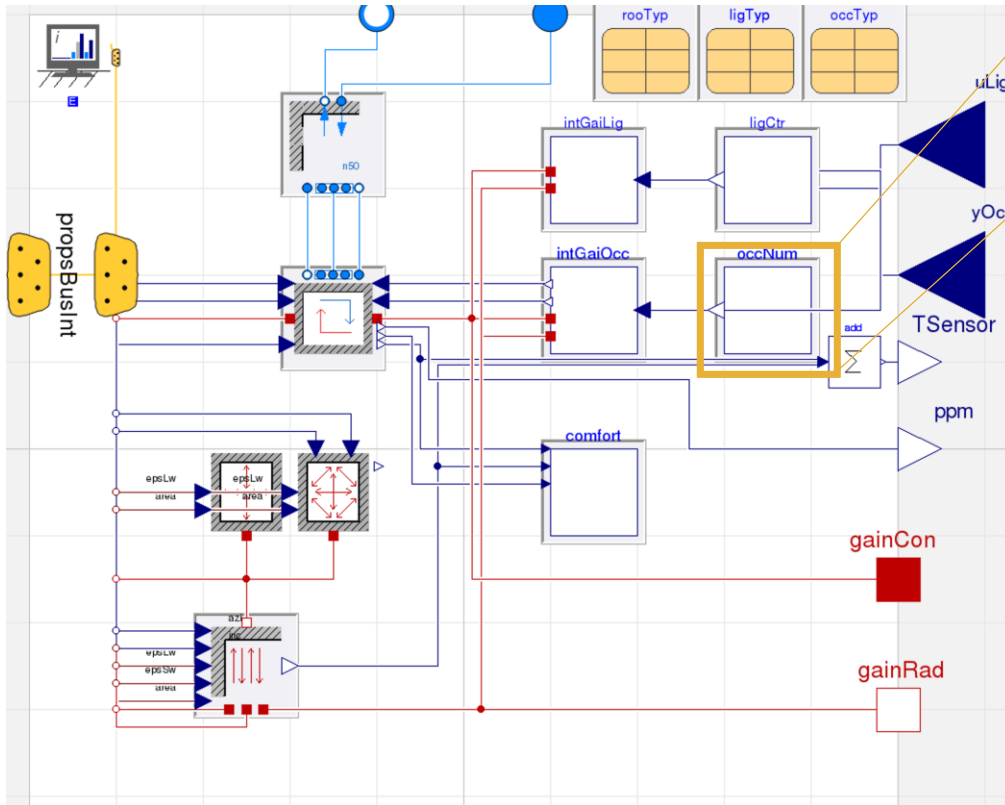 rooTyp
ligTyp
occTyp
i
E
uLig
intGaiLig
ligCtr
n50
propsBusInt
yOc
intGaiOcc
occNum
TSensor
add
Σ
ppm
comfort
epsLw
area
epsLw
area
gainCon
azi
inc
epsLw
epsSw
area
gainRad